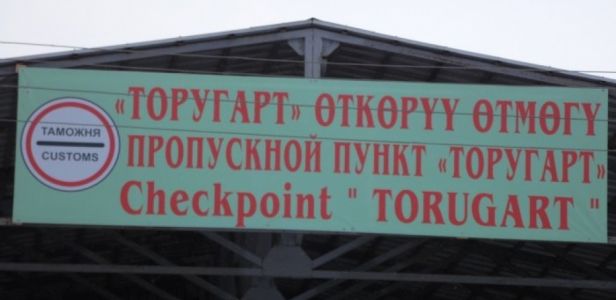 ТАМОЖНЯ
CUSTOMS
«ТОРУГАРТ» ӨТКӨРҮҮ ӨТМӨГҮ
ПРОПУСКНОЙ ПУНКТ «ТОРУГАРТ»
Checkpoint " TORUGART "